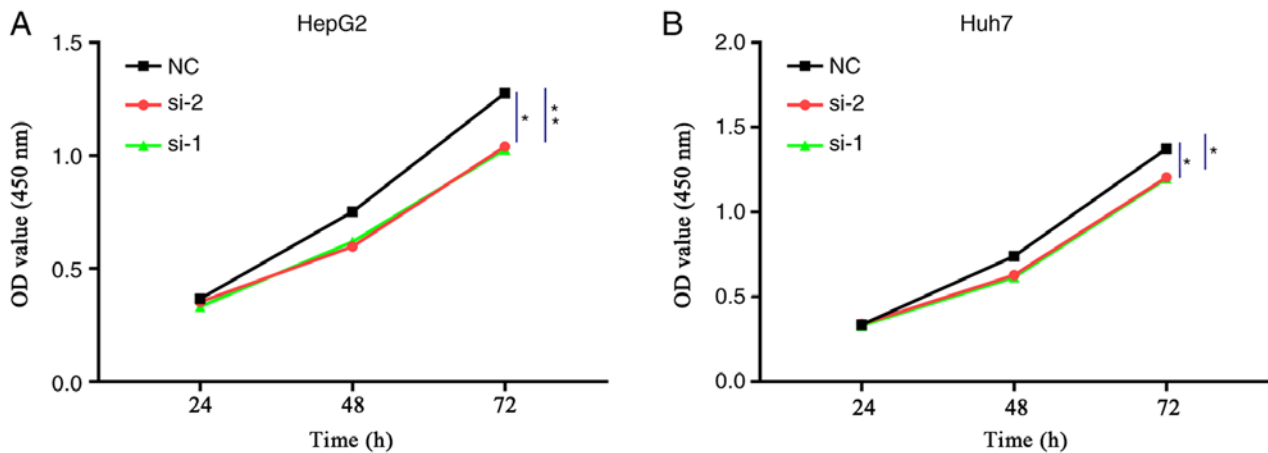 A
HepG2
1.5
1.0
0.5
0.0
OD value (450 nm)
NC
si-2
si-1
*
**
24
48
72
Time (h)
B
Huh7
2.0
1.5
1.0
0.5
0.0
OD value (450 nm)
NC
si-2
si-1
*
*
24
48
72
Time (h)